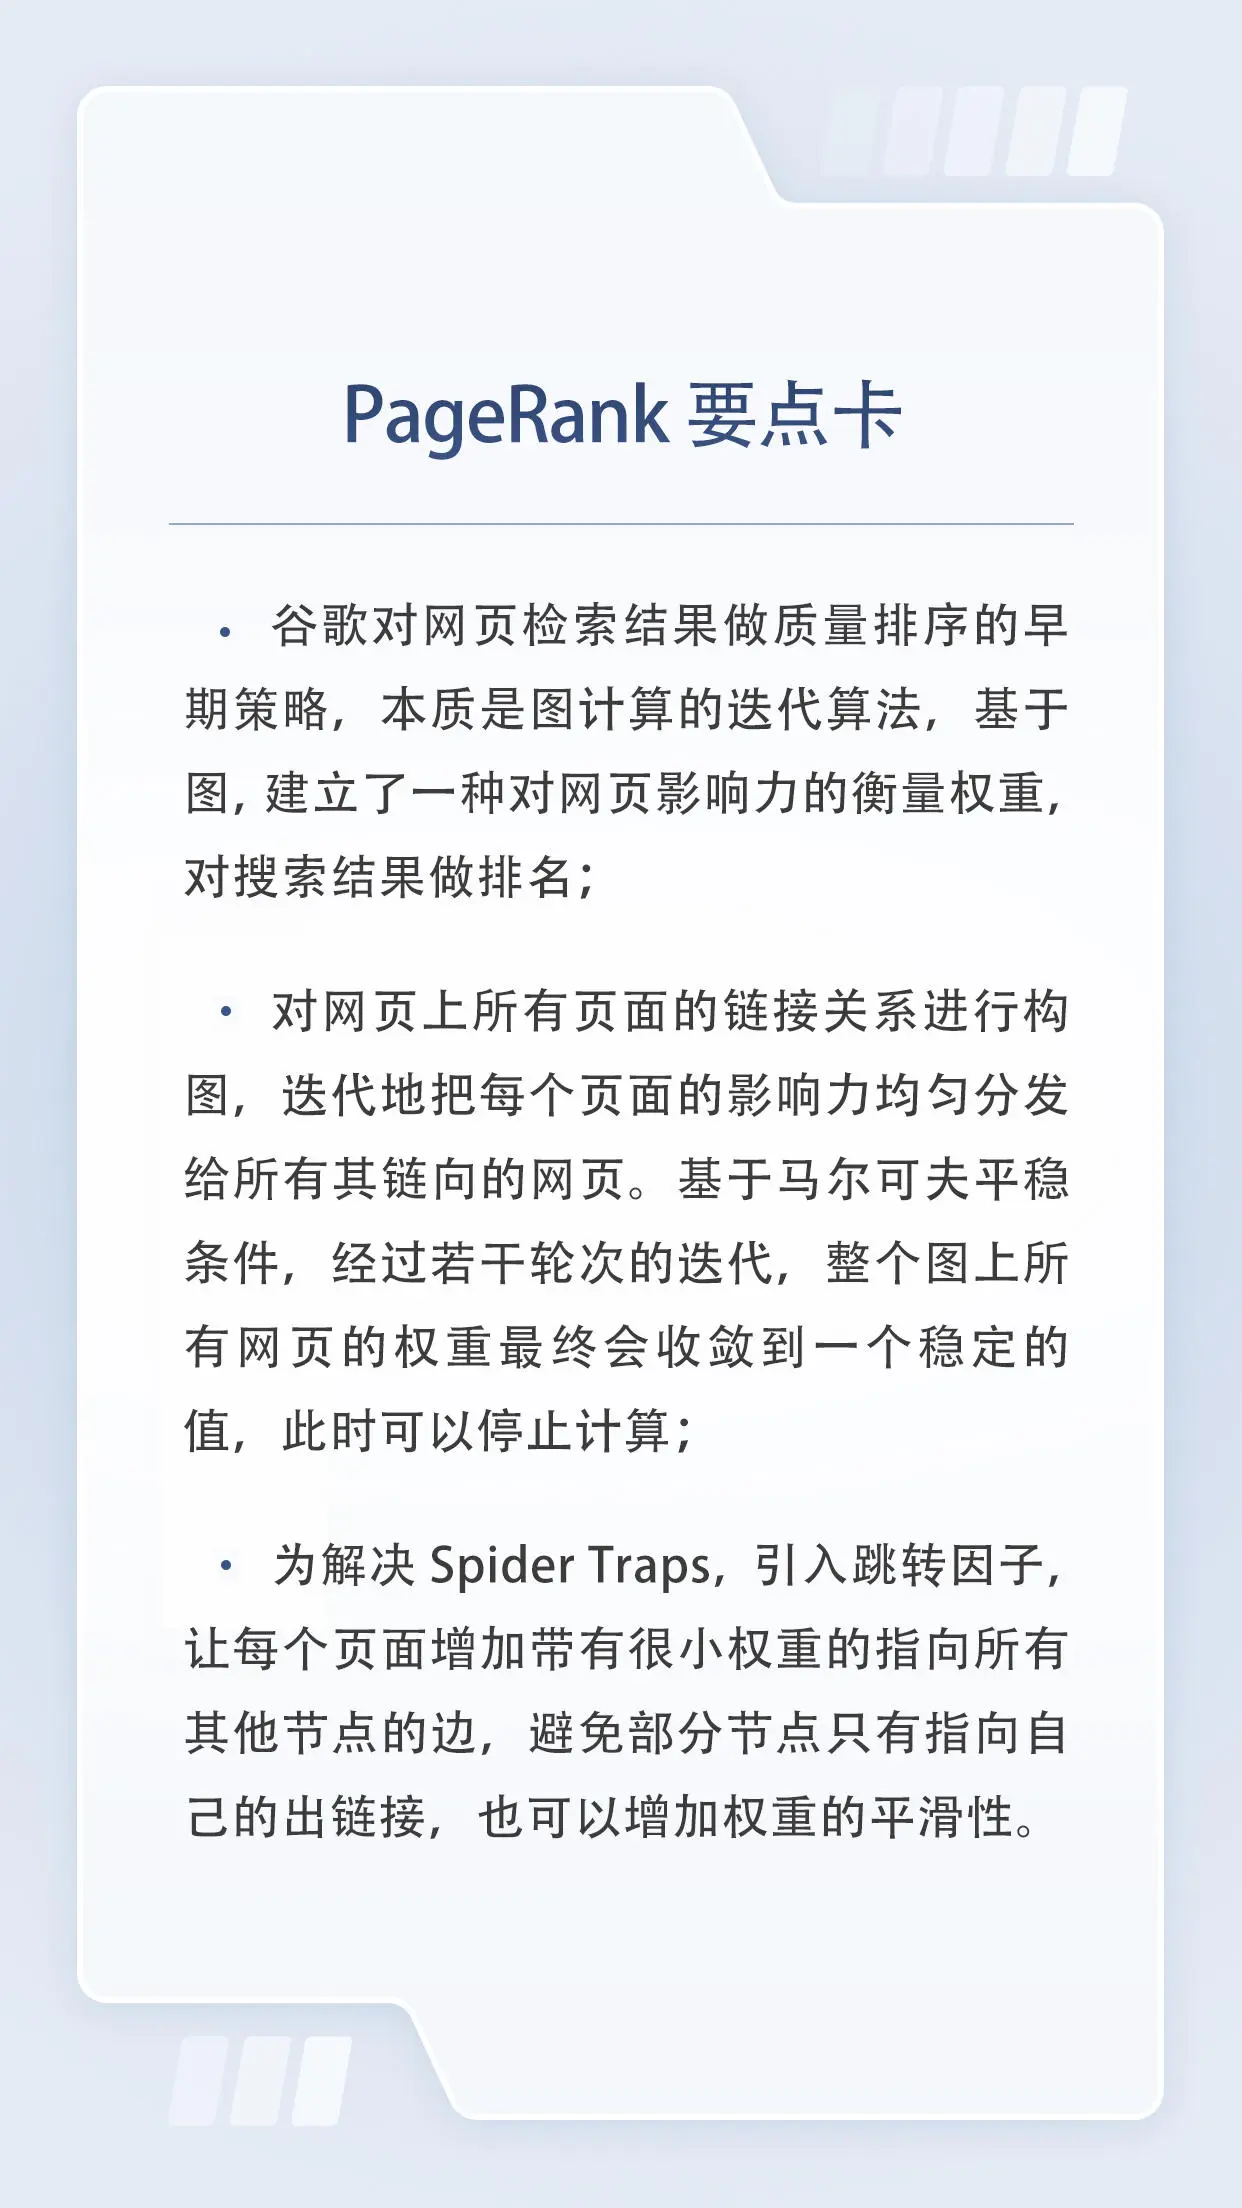 PageRank 要点卡
• 谷歌对网页检索结果做质量排序的早
期策略，本质是图计算的迭代算法，基于
图，建立了一种对网页影响力的衡量权重，
对搜索结果做排名；
• 对网页上所有页面的链接关系进行构
图，迭代地把每个页面的影响力均匀分发
给所有其链向的网页。基于马尔可夫平稳
条件，经过若干轮次的迭代，整个图上所
有网页的权重最终会收敛到一个稳定的
值，此时可以停止计算；
• 为解决 Spider Traps，引入跳转因子，
让每个页面增加带有很小权重的指向所有
其他节点的边，避免部分节点只有指向自
己的出链接，也可以增加权重的平滑性。